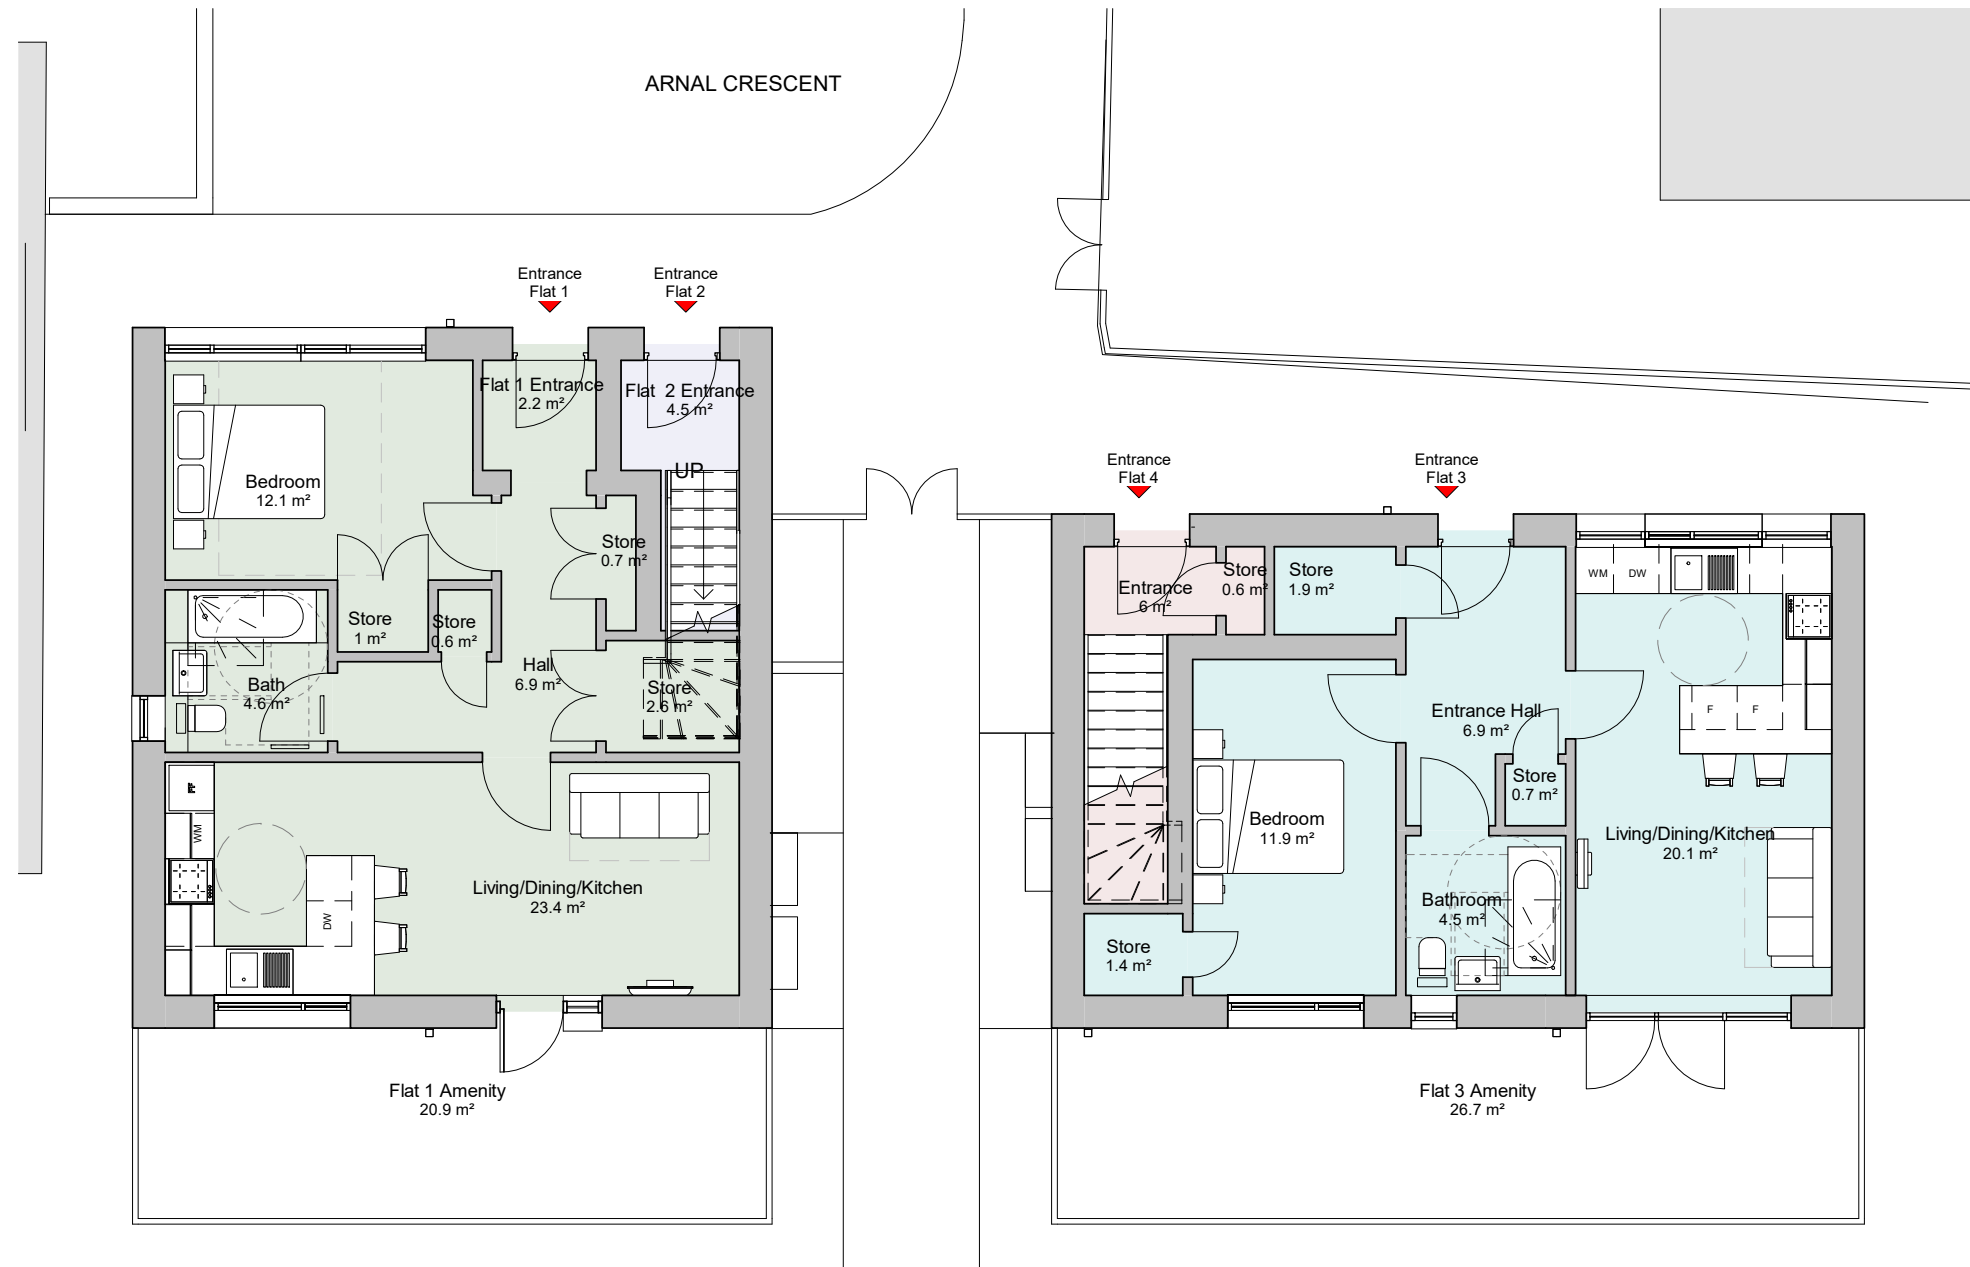 ARNAL CRESCENT
Entrance
Flat 1
Entrance
Flat 2
Flat 1 Entrance
2.2 m²
Flat 2 Entrance
4.5 m²
UP
Bedroom
12.1 m²
Store
0.7 m²
Store
1 m²
Store
0.6 m²
Hall
6.9 m²
Bath
4.6 m²
Store
2.6 m²
FF
WM
DW
Living/Dining/Kitchen
23.4 m²
Flat 1 Amenity
20.9 m²
Entrance
Flat 4
Entrance
Flat 3
Entrance
6 m²
Store
0.6 m²
Store
1.9 m²
WM
DW
Entrance Hall
6.9 m²
F
F
Store
0.7 m²
Bedroom
11.9 m²
Living/Dining/Kitchen
20.1 m²
Bathroom
4.5 m²
Store
1.4 m²
Flat 3 Amenity
26.7 m²